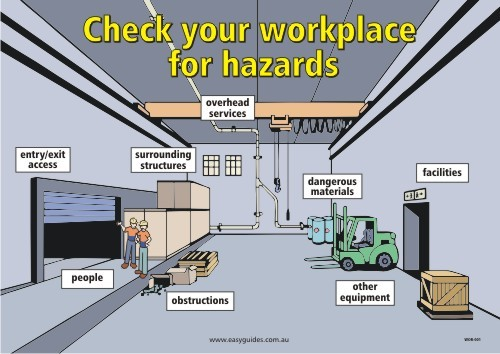 Check your workplace
for hazards
overhead
services
entry/exit
access
surrounding
structures
dangerous
materials
facilities
people
obstructions
other
equipment
www.easyguides.com.au